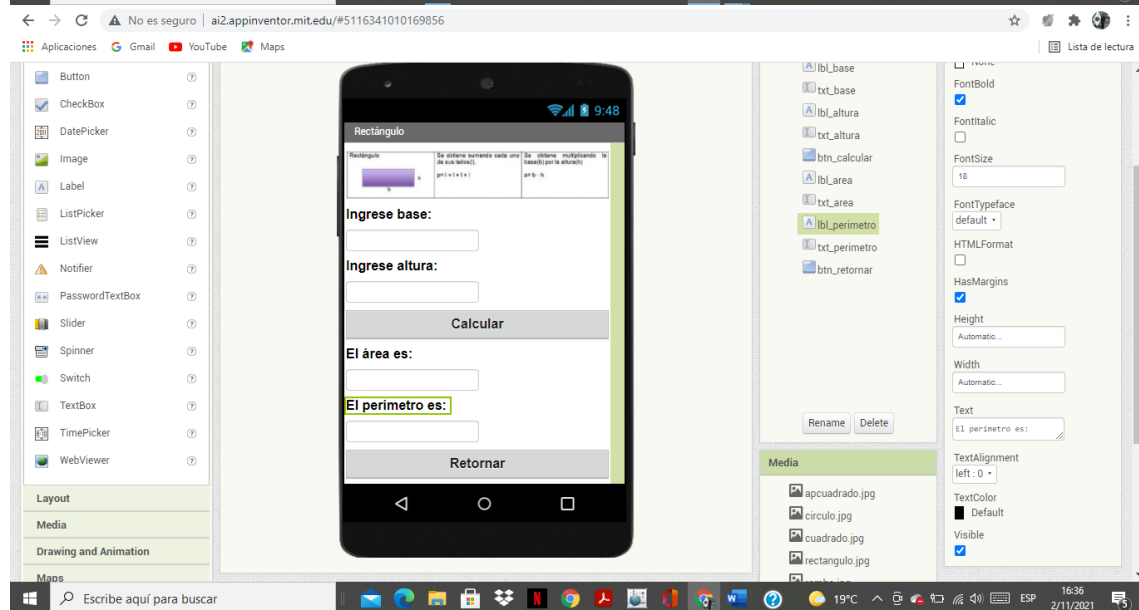 No es seguro | ai2.appinventor.mit.edu/#5116341010169856
Aplicaciones Gmail YouTube Maps Lista de lectura
Button
CheckBox
DatePicker
Image
Label
ListPicker
ListView
Notifier
PasswordTextBox
Slider
Spinner
Switch
TextBox
TimePicker
WebViewer
Layout
Media
Drawing and Animation
Maps
9:48
Rectángulo
Rectángulo
Se obtiene sumando cada uno
de sus lados().
Se obtiene multiplicando la
base(b) por la altura(h)
Ingrese base:
Ingrese altura:
Calcular
El área es:
El perímetro es:
Retornar
lbl_base
txt_base
lbl_altura
txt_altura
btn_calcular
lbl_area
txt_area
lbl_perimetro
txt_perimetro
btn_retornar
Rename Delete
Media
apcuadrado.jpg
circulo.jpg
cuadrado.jpg
rectangulo.jpg
None
FontBold
FontItalic
FontSize
18
FontTypeface
default
HTMLFormat
HasMargins
Height
Automatic...
Width
Automatic...
Text
El perímetro es:
TextAlignment
left : 0
TextColor
Default
Visible
Escribe aquí para buscar
19°C ESP 16:36
2/11/2021